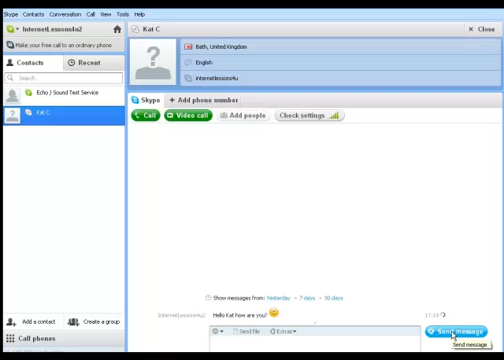 Skype Contacts Conversation Call View Tools Help
InternetLessons4u2
Make your free call to an ordinary phone.
Contacts
Recent
Search
Echo / Sound Test Service
Kat C
Add a contact
Create a group
Call phones
Kat C
Close
Bath, United Kingdom
English
internetlessons4u
Skype
+ Add phone number
Call
Video call
Add people
Check settings
Show messages from: Yesterday • 7 days • 30 days
InternetLessons4u2
Hello Kat how are you?
17:19
Send file
Extras
Send message
Send message